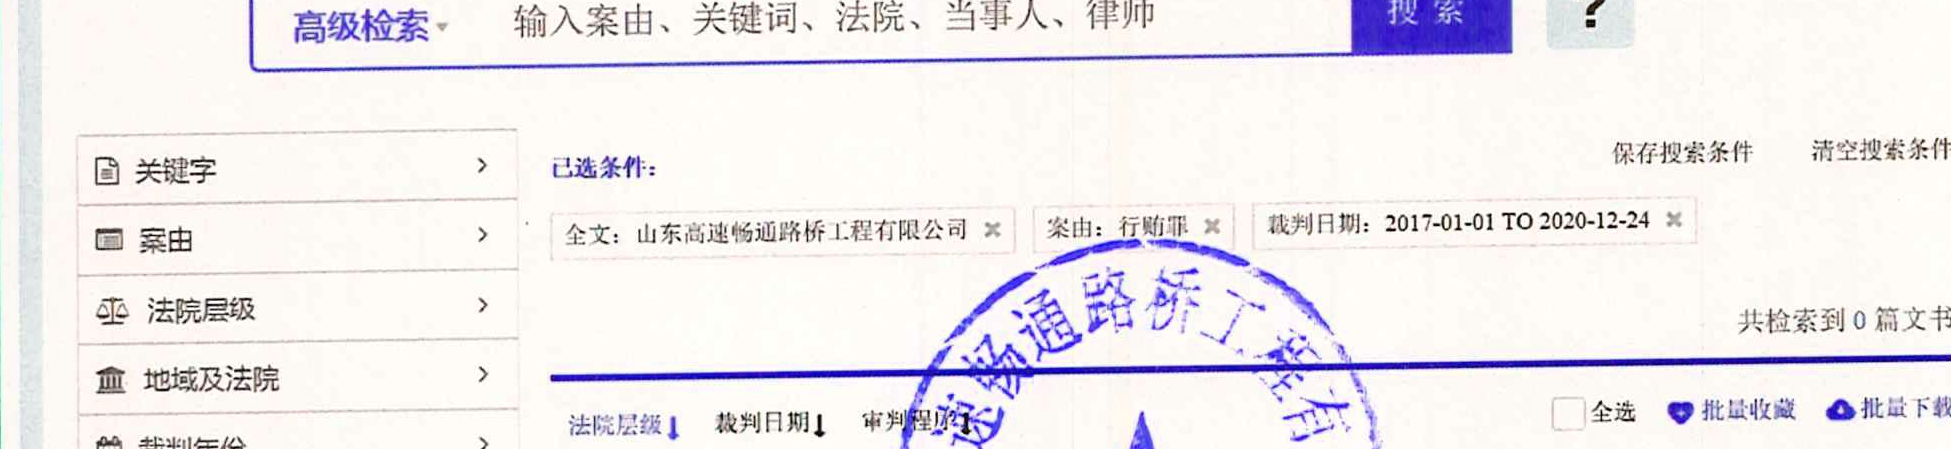 高级检索 输入案由、关键词、法院、当事人、律师 搜索 ?
保存搜索条件 清空搜索条件
关键字
已选条件：
全文：山东高速畅通路桥工程有限公司 × 案由：行贿罪 × 裁判日期：2017-01-01 TO 2020-12-24 ×
案由
法院层级
共检索到 0 篇文书
地域及法院
法院层级 裁判日期 审判程序
全选 批量收藏 批量下载
裁判年份
速畅通路桥工程有